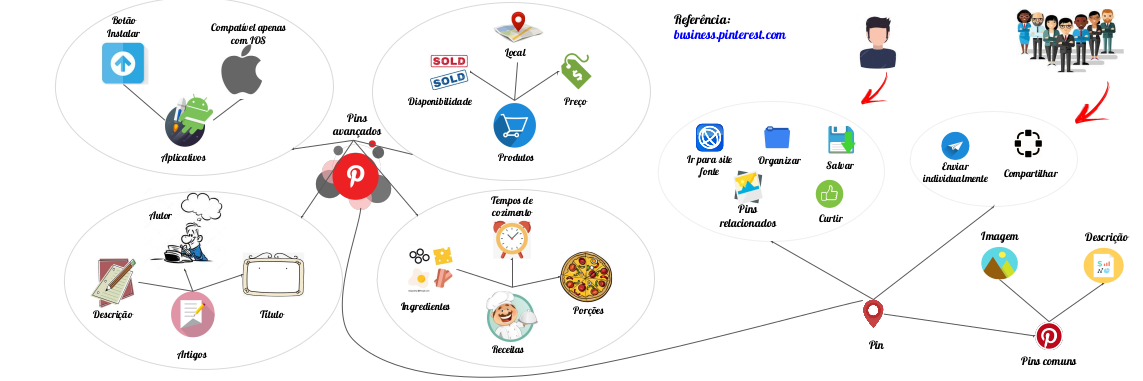 Botão
Instalar
Compatível apenas
com IOS
Aplicativos
Local
SOLD
SOLD
Disponibilidade
Preço
Produtos
Pins
avançados
Autor
Descrição
Título
Artigos
Tempos de
cozimento
Ingredientes
Porções
Receitas
Referência:
business.pinterest.com
Ir para site
fonte
Organizar
Salvar
Pins
relacionados
Curtir
Enviar
individualmente
Compartilhar
Imagem
Descrição
Pin
Pins comuns